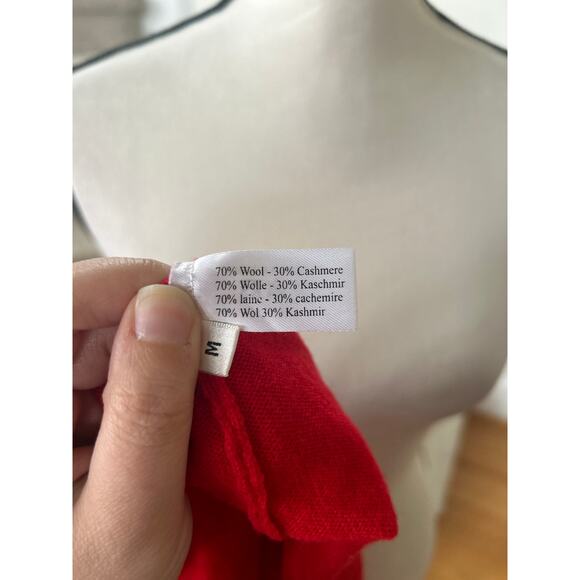 70% Wool - 30% Cashmere
70% Wolle - 30% Kaschmir
70% laine - 30% cachemire
70% Wol 30% Kashmir
M